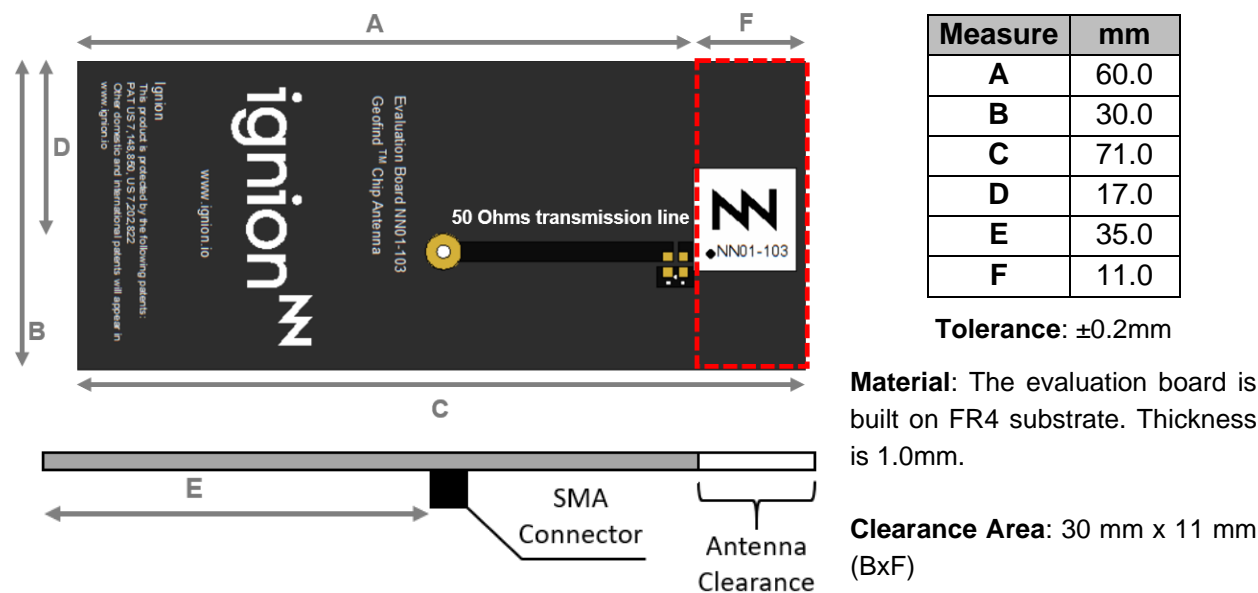 A
F
D
B
Ignion
This product is protected by the following patents:
PAT US 7,148,850, US 7,202,822
Other domestic and international patents will appear in
www.ignion.io
www.ignion.io
ignion
Evaluation Board NN01-103
Geofind TM Chip Antenna
50 Ohms transmission line
NN01-103
C
E
SMA
Connector
Antenna
Clearance
Measure mm
A 60.0
B 30.0
C 71.0
D 17.0
E 35.0
F 11.0
Tolerance: ±0.2mm
Material: The evaluation board is
built on FR4 substrate. Thickness
is 1.0mm.
Clearance Area: 30 mm x 11 mm
(BxF)